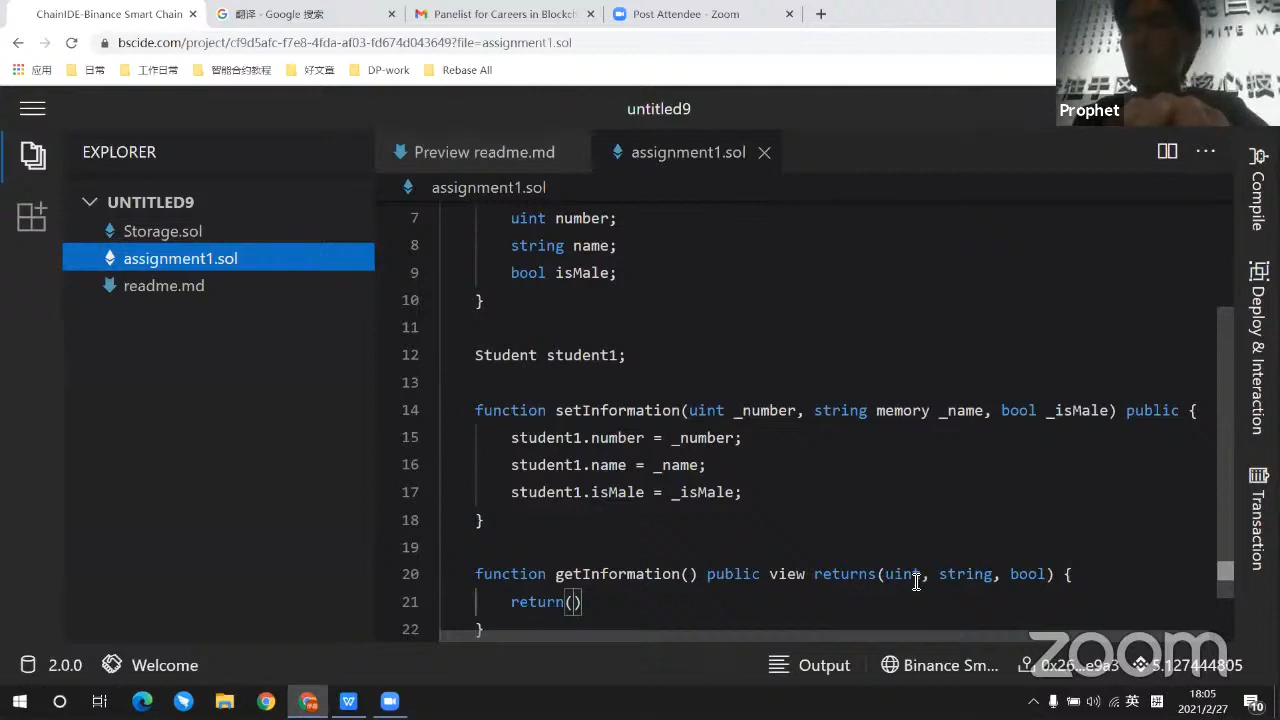 ChainIDE-Binance Smart Chain
翻译 - Google 搜索
Panelist for Careers in Blockch
Post Attendee - Zoom
bscide.com/project/cf9d5afc-f7e8-4fda-af03-fd674d043649?file=assignment1.sol
应用 日常 工作日常 智能合约教程 好文章 DP-work Rebase All
Prophet
untitled9
EXPLORER
Preview readme.md
assignment1.sol
UNTITLED9
Storage.sol
assignment1.sol
readme.md
assignment1.sol
7 uint number;
8 string name;
9 bool isMale;
10 }
11
12 Student student1;
13
14 function setInformation(uint _number, string memory _name, bool _isMale) public {
15 student1.number = _number;
16 student1.name = _name;
17 student1.isMale = _isMale;
18 }
19
20 function getInformation() public view returns(uint, string, bool) {
21 return()
22 }
Compile
Deploy & Interaction
Transaction
2.0.0 Welcome Output Binance Sm... 0x26...e9a3 5.127444805
zoom
英
18:05
2021/2/27
10